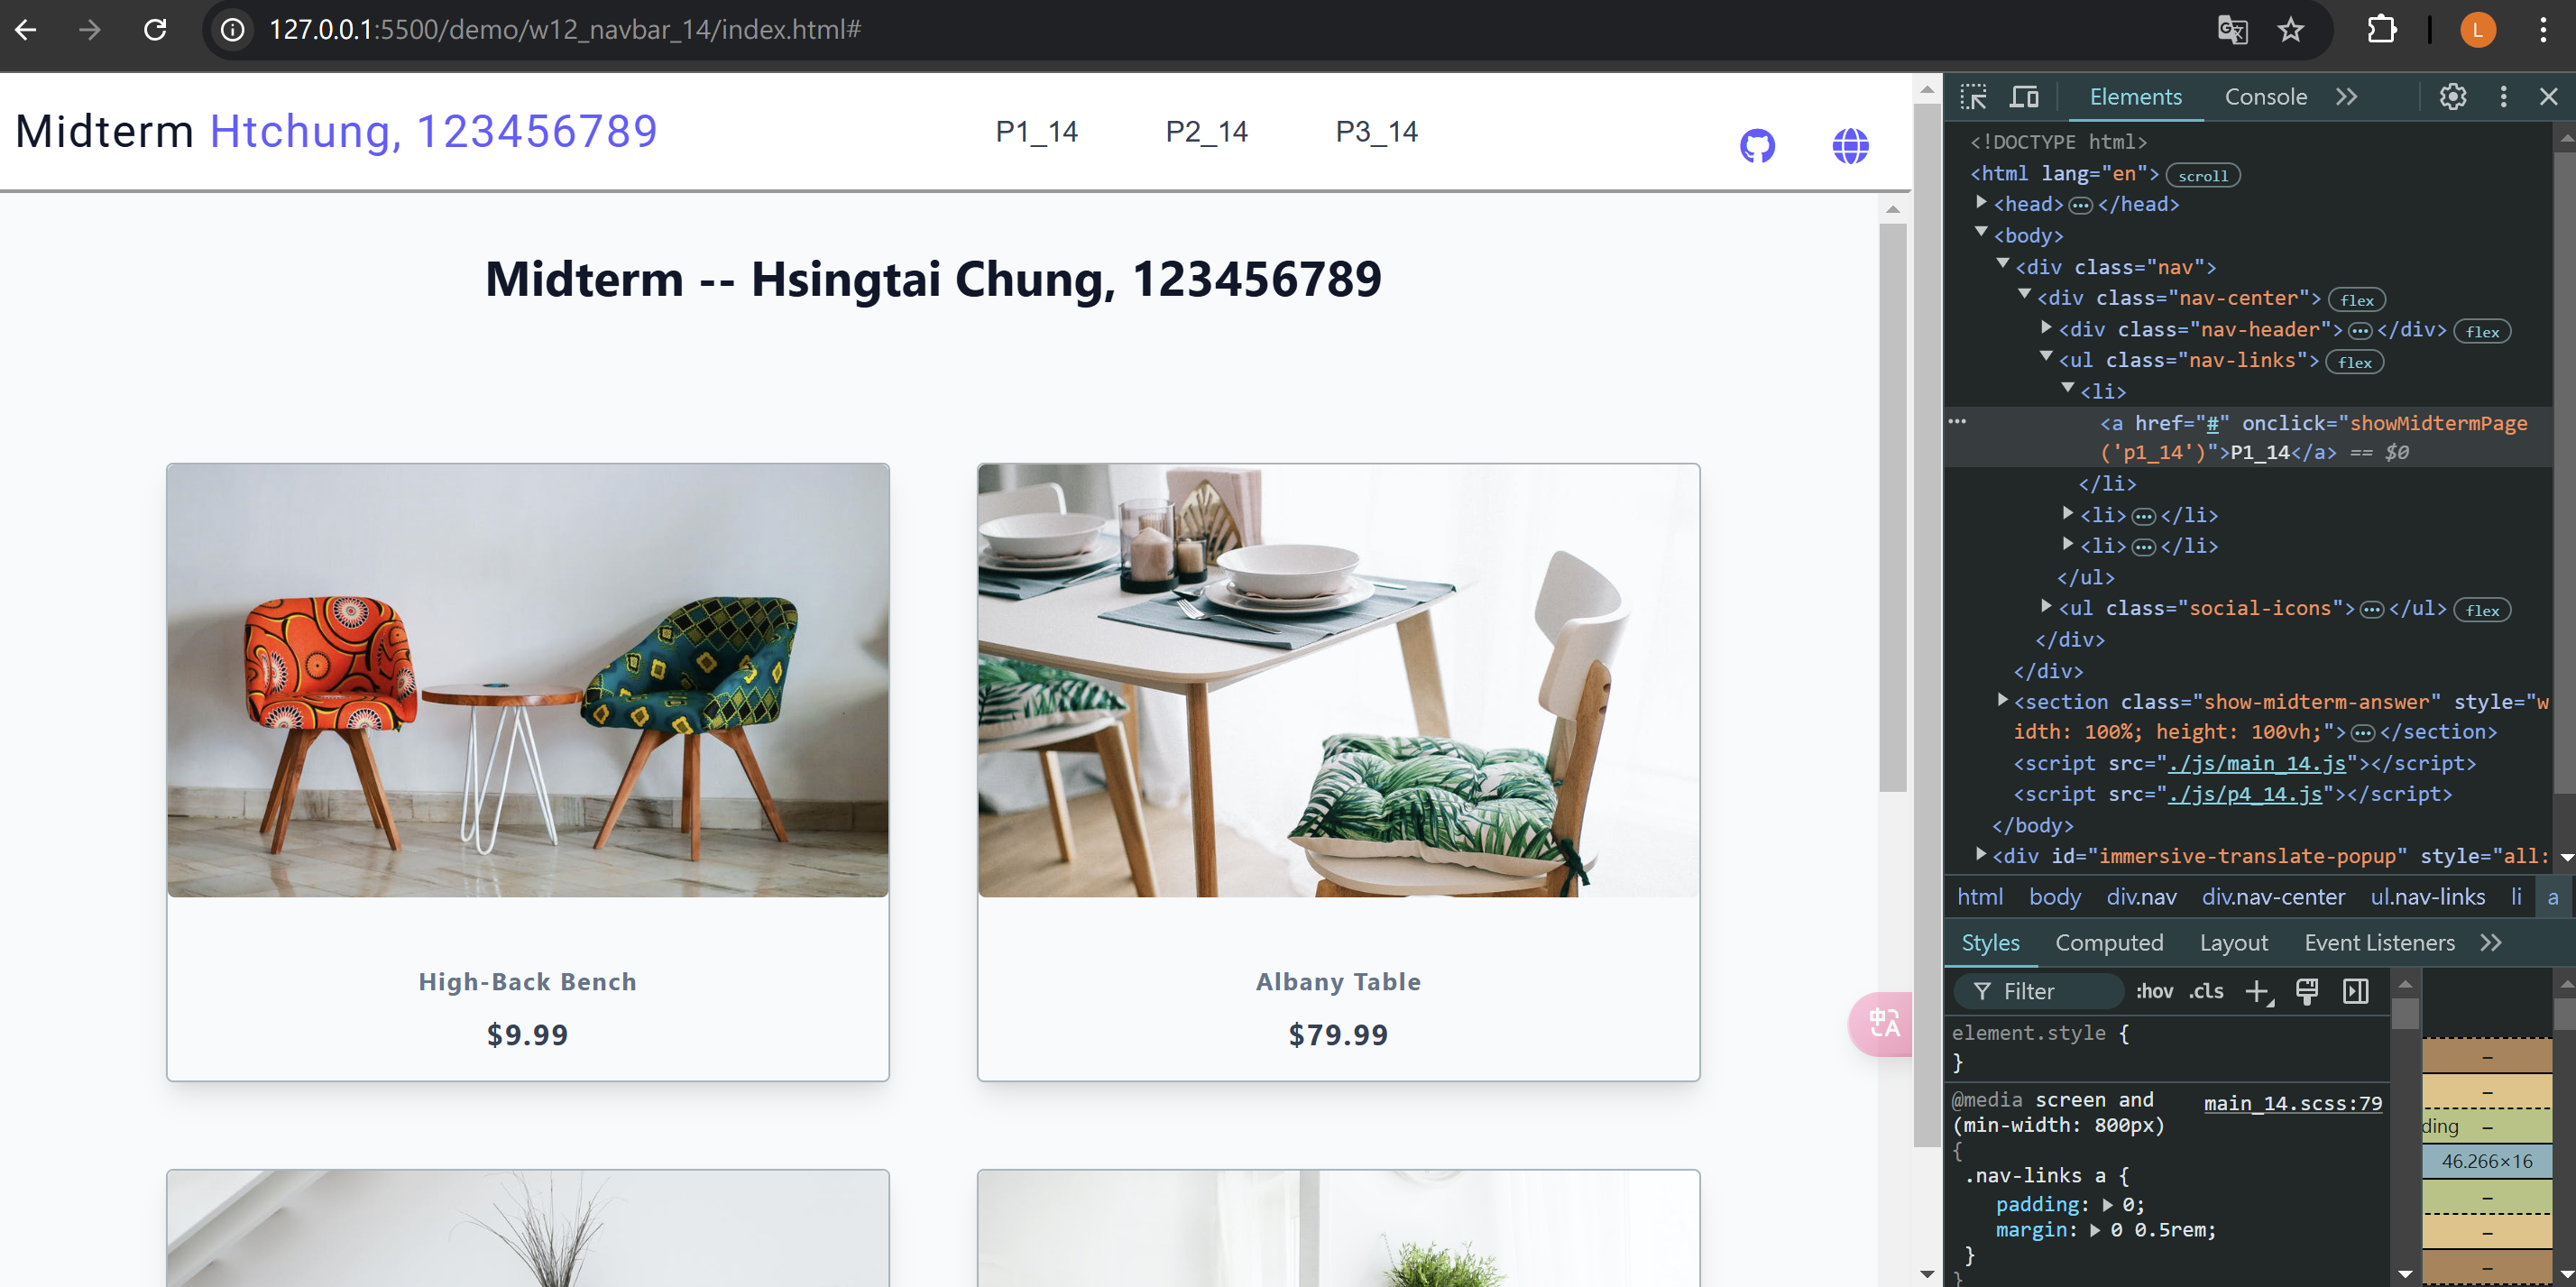 127.0.0.1:5500/demo/w12_navbar_14/index.html#
L
Midterm Htchung, 123456789
P1_14 P2_14 P3_14
Midterm -- Hsingtai Chung, 123456789
High-Back Bench
$9.99
Albany Table
$79.99
Elements Console
<!DOCTYPE html>
<html lang="en"> scroll
<head> ••• </head>
<body>
<div class="nav">
<div class="nav-center"> flex
<div class="nav-header"> ••• </div> flex
<ul class="nav-links"> flex
<li>
<a href="#" onclick="showMidtermPage
('p1_14')">P1_14</a> == $0
</li>
<li> ••• </li>
<li> ••• </li>
</ul>
<ul class="social-icons"> ••• </ul> flex
</div>
</div>
<section class="show-midterm-answer" style="w
idth: 100%; height: 100vh;"> ••• </section>
<script src="./js/main_14.js"></script>
<script src="./js/p4_14.js"></script>
</body>
<div id="immersive-translate-popup" style="all:
html body div.nav div.nav-center ul.nav-links li a
Styles Computed Layout Event Listeners
Filter :hov .cls
element.style {
}
@media screen and main_14.scss:79
(min-width: 800px)
{
.nav-links a {
padding: 0;
margin: 0 0.5rem;
}
}
ding
46.266×16